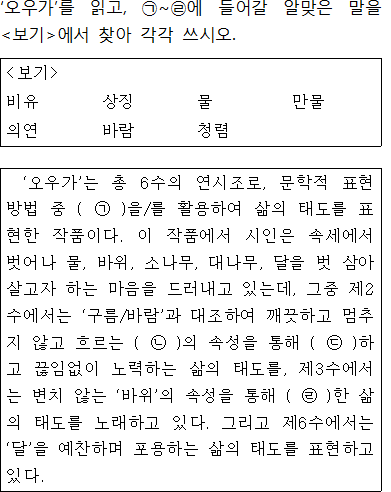 ‘오우가’를 읽고, ㉠~㉣에 들어갈 알맞은 말을
<보기>에서 찾아 각각 쓰시오.
<보기>
비유 상징 물 만물
의연 바람 청렴
‘오우가’는 총 6수의 연시조로, 문학적 표현
방법 중 ( ㉠ )을/를 활용하여 삶의 태도를 표
현한 작품이다. 이 작품에서 시인은 속세에서
벗어나 물, 바위, 소나무, 대나무, 달을 벗 삼아
살고자 하는 마음을 드러내고 있는데, 그중 제2
수에서는 ‘구름/바람’과 대조하여 깨끗하고 멈추
지 않고 흐르는 ( ㉡ )의 속성을 통해 ( ㉢ )하
고 끊임없이 노력하는 삶의 태도를, 제3수에서
는 변치 않는 ‘바위’의 속성을 통해 ( ㉣ )한 삶
의 태도를 노래하고 있다. 그리고 제6수에서는
‘달’을 예찬하며 포용하는 삶의 태도를 표현하고
있다.